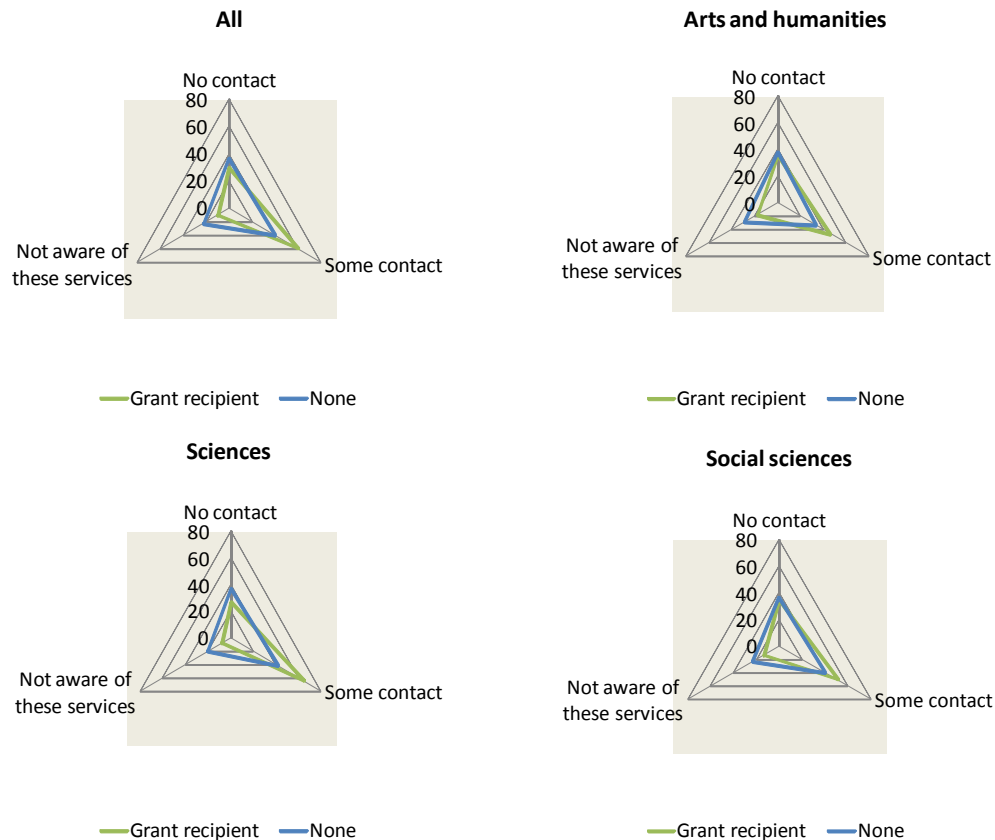 All
No contact
80
60
40
20
0
Not aware of
these services
Some contact
Grant recipient
None
Arts and humanities
No contact
80
60
40
20
0
Not aware of
these services
Some contact
Grant recipient
None
Sciences
No contact
80
60
40
20
0
Not aware of
these services
Some contact
Grant recipient
None
Social sciences
No contact
80
60
40
20
0
Not aware of
these services
Some contact
Grant recipient
None